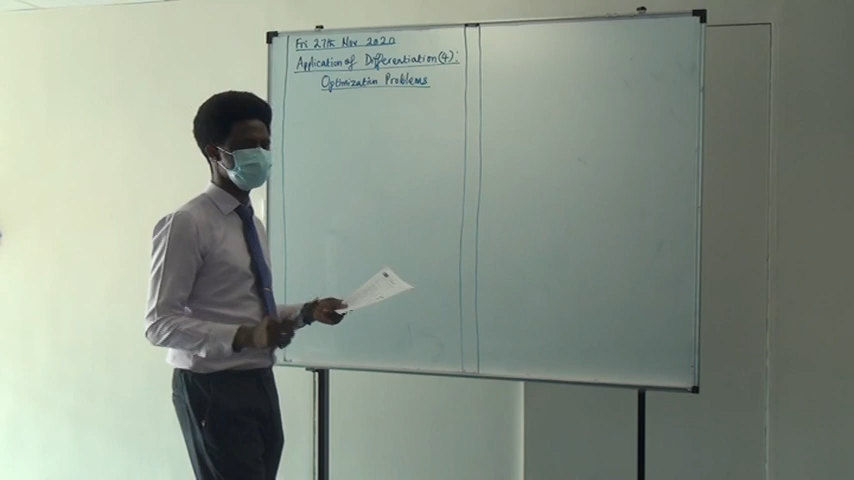 Fri 27th Nov 2020
Application of Differentiation (4):
Optimization Problems